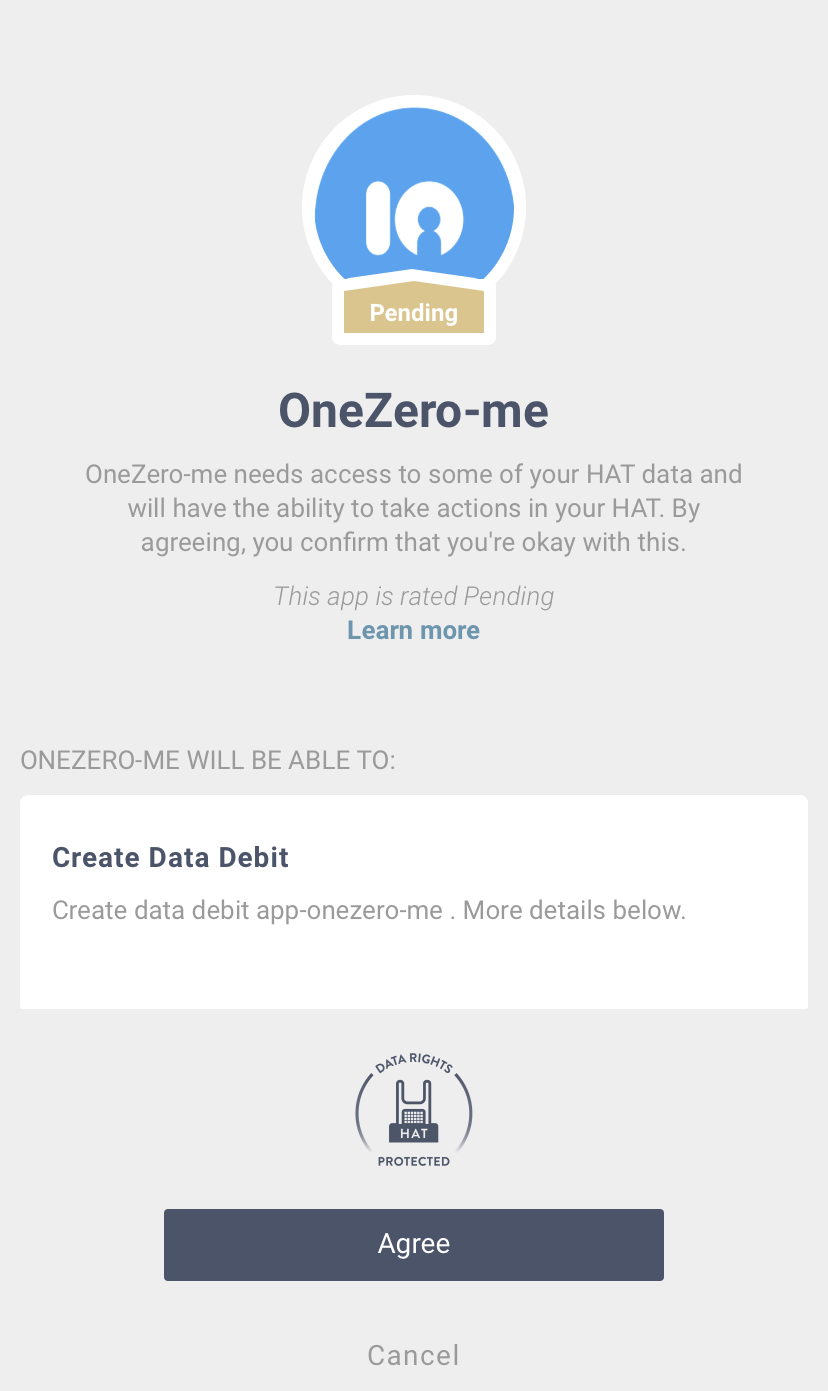 Pending
OneZero-me
OneZero-me needs access to some of your HAT data and
will have the ability to take actions in your HAT. By
agreeing, you confirm that you're okay with this.
This app is rated Pending
Learn more
ONEZERO-ME WILL BE ABLE TO:
Create Data Debit
Create data debit app-onezero-me . More details below.
DATA RIGHTS
HAT
PROTECTED
Agree
Cancel